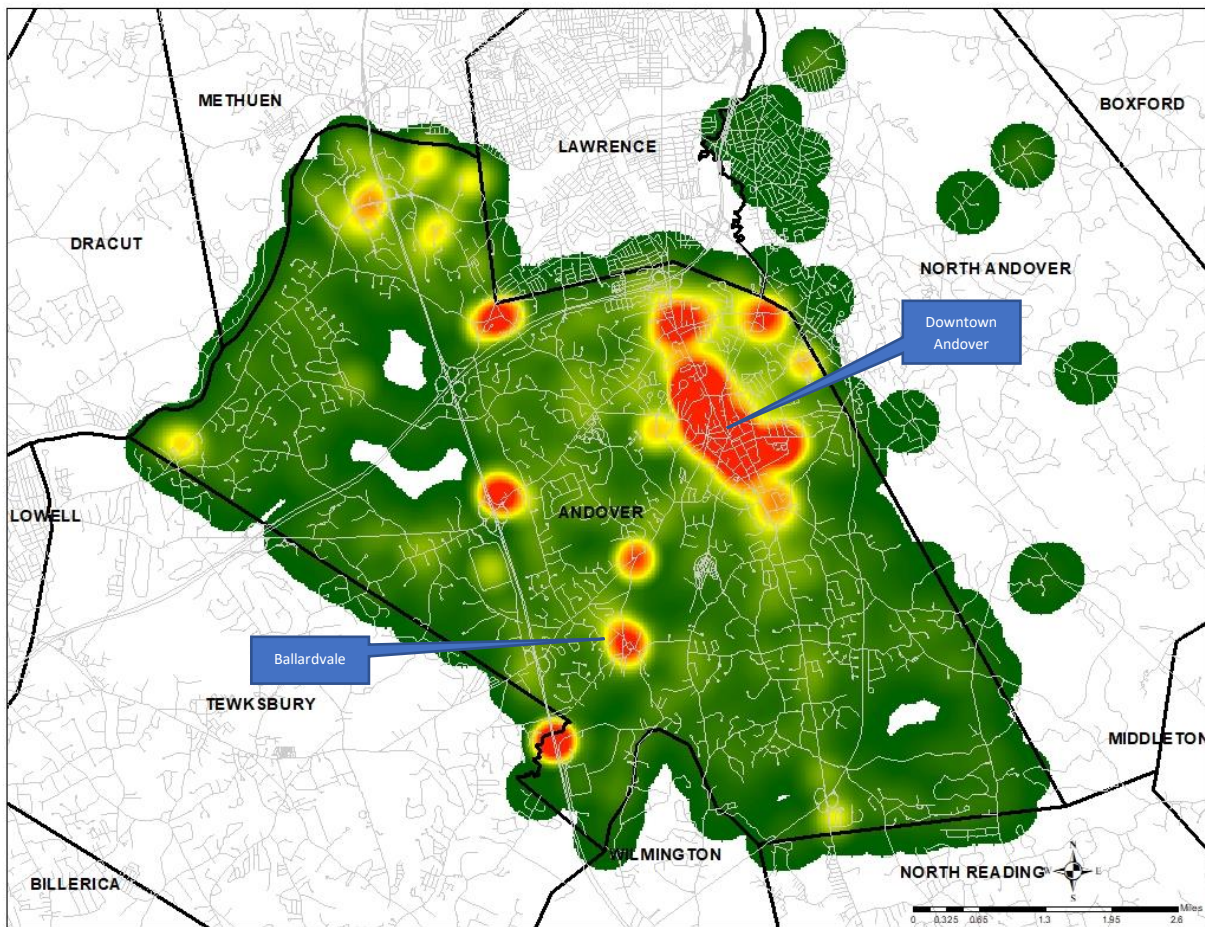 METHUEN
BOXFORD
LAWRENCE
DRACUT
NORTH ANDOVER
Downtown
Andover
LOWELL
ANDOVER
Ballardvale
TEWKSBURY
MIDDLETON
WILMINGTON
NORTH READING
BILLERICA
N
W
E
S
Miles
0 0.325 0.65 1.3 1.95 2.6